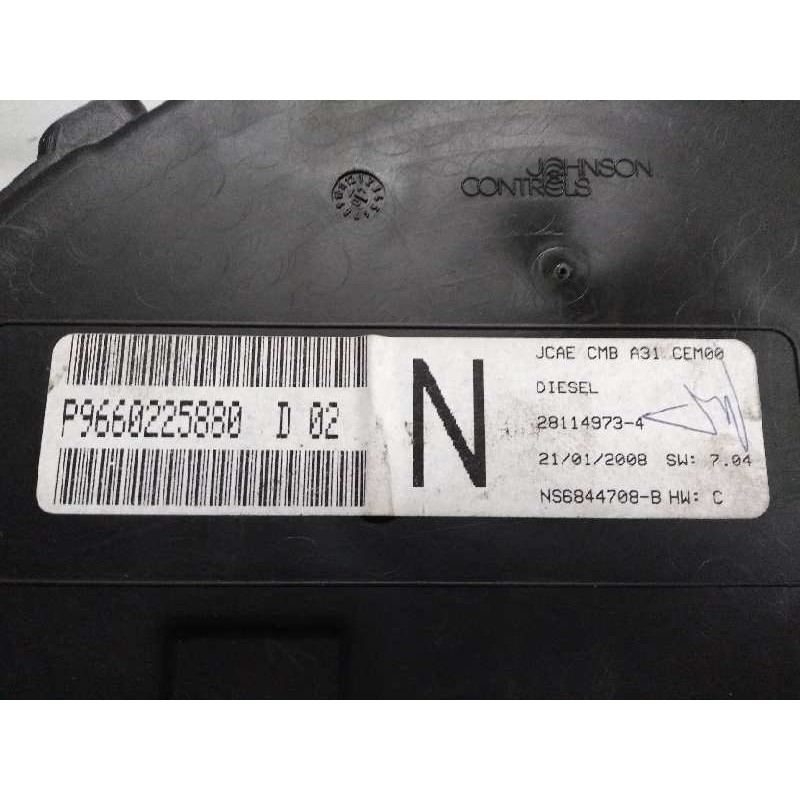 JOHNSON
CONTROLS
P9660225880 D 02
N
JCAE CMB A31 CEM00
DIESEL
28114973-4
21/01/2008 SW: 7.04
NS6844708-B HW: C